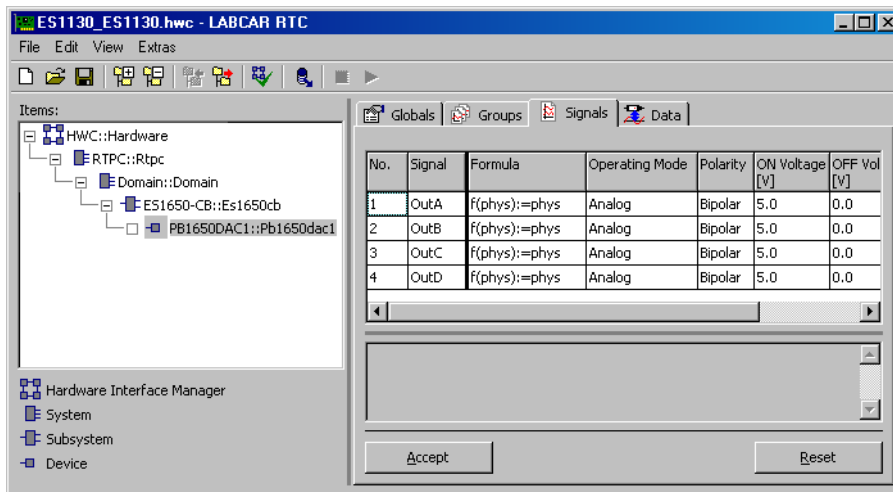 ES1130_ES1130.hwc - LABCAR RTC
File Edit View Extras
Items:
HWC::Hardware
RTPC::Rtpc
Domain::Domain
ES1650-CB::Es1650cb
PB1650DAC1::Pb1650dac1
Hardware Interface Manager
System
Subsystem
Device
Globals Groups Signals Data
No. Signal Formula Operating Mode Polarity ON Voltage [V] OFF Vol [V]
1 OutA f(phys):=phys Analog Bipolar 5.0 0.0
2 OutB f(phys):=phys Analog Bipolar 5.0 0.0
3 OutC f(phys):=phys Analog Bipolar 5.0 0.0
4 OutD f(phys):=phys Analog Bipolar 5.0 0.0
Accept Reset